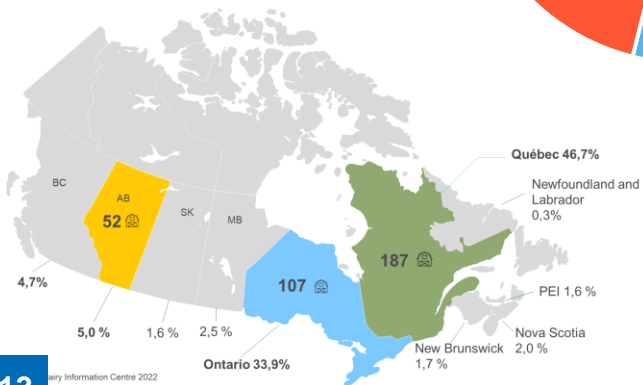 Québec 46,7%
Newfoundland and
Labrador
0,3%
BC
AB
SK
MB
52
187
107
4,7%
5,0 %
1,6 %
2,5 %
Ontario 33,9%
PEI 1,6 %
Nova Scotia
2,0 %
New Brunswick
1,7 %
Information Centre 2022